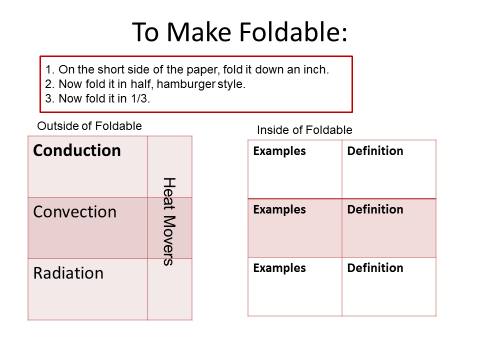 To Make Foldable:
1. On the short side of the paper, fold it down an inch.
2. Now fold it in half, hamburger style.
3. Now fold it in 1/3.
Outside of Foldable
Conduction
Convection
Radiation
Heat Movers
Inside of Foldable
Examples Definition
Examples Definition
Examples Definition